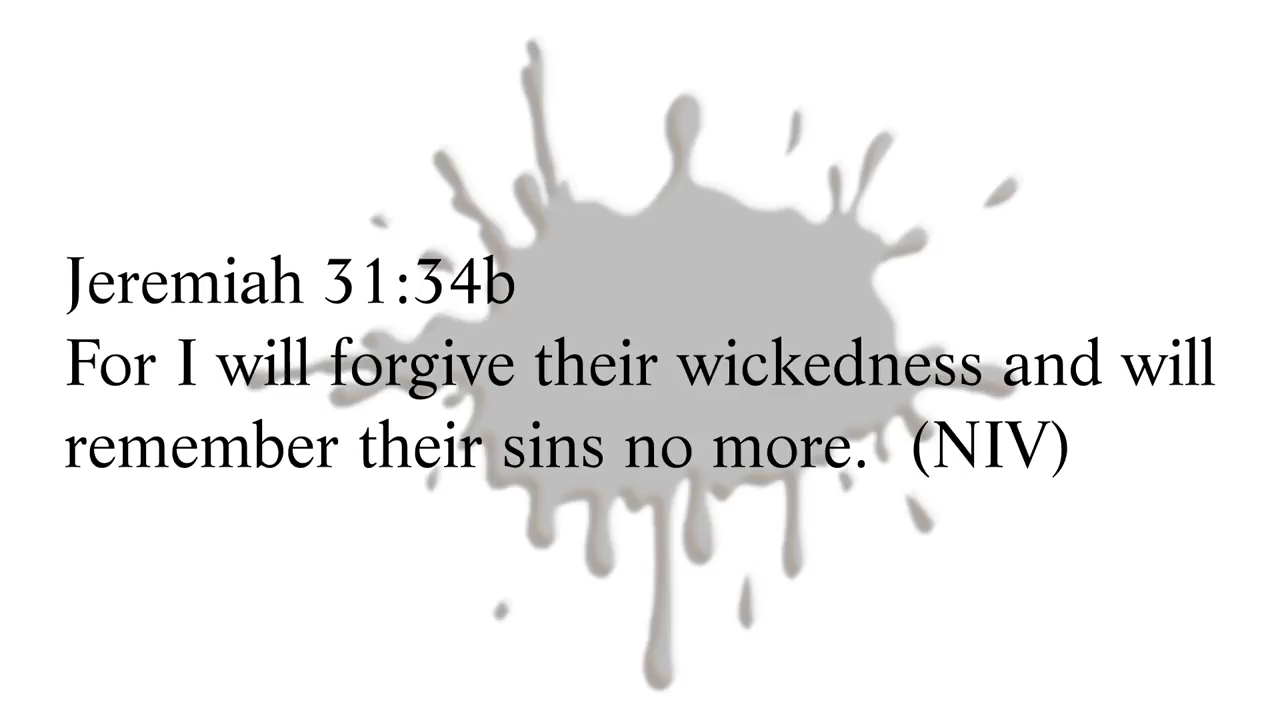 Jeremiah 31:34b
For I will forgive their wickedness and will
remember their sins no more.  (NIV)